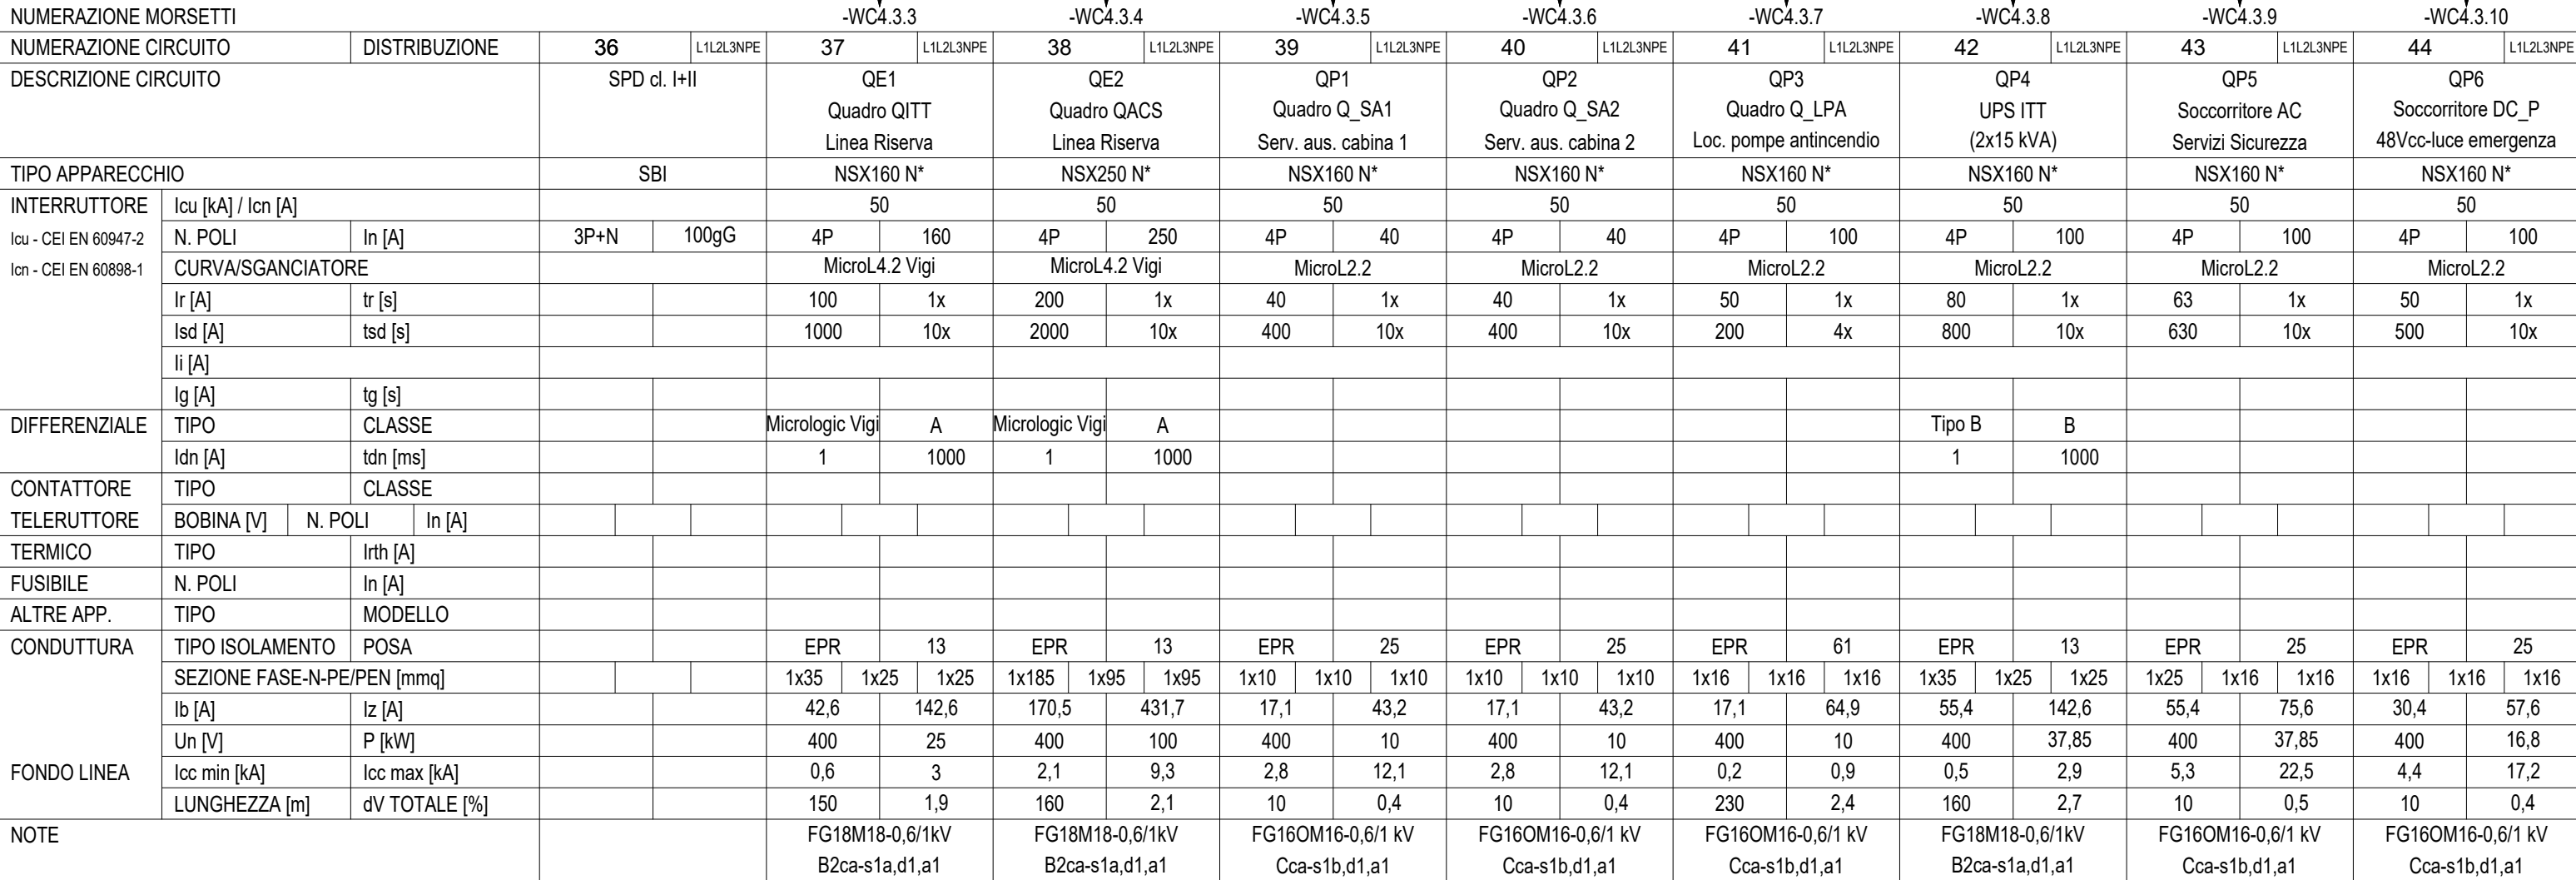 NUMERAZIONE MORSETTI -WC4.3.3 -WC4.3.4 -WC4.3.5 -WC4.3.6 -WC4.3.7 -WC4.3.8 -WC4.3.9 -WC4.3.10
NUMERAZIONE CIRCUITO DISTRIBUZIONE 36 L1L2L3NPE 37 L1L2L3NPE 38 L1L2L3NPE 39 L1L2L3NPE 40 L1L2L3NPE 41 L1L2L3NPE 42 L1L2L3NPE 43 L1L2L3NPE 44 L1L2L3NPE
DESCRIZIONE CIRCUITO SPD cl. I+II QE1 QE2 QP1 QP2 QP3 QP4 QP5 QP6
Quadro QITT Quadro QACS Quadro Q_SA1 Quadro Q_SA2 Quadro Q_LPA UPS ITT Soccorritore AC Soccorritore DC_P
Linea Riserva Linea Riserva Serv. aus. cabina 1 Serv. aus. cabina 2 Loc. pompe antincendio (2x15 kVA) Servizi Sicurezza 48Vcc-luce emergenza
TIPO APPARECCHIO SBI NSX160 N* NSX250 N* NSX160 N* NSX160 N* NSX160 N* NSX160 N* NSX160 N* NSX160 N*
INTERRUTTORE Icu [kA] / Icn [A] 50 50 50 50 50 50 50 50
Icu - CEI EN 60947-2 N. POLI In [A] 3P+N 100gG 4P 160 4P 250 4P 40 4P 40 4P 100 4P 100 4P 100 4P 100
Icn - CEI EN 60898-1 CURVA/SGANCIATORE MicroL4.2 Vigi MicroL4.2 Vigi MicroL2.2 MicroL2.2 MicroL2.2 MicroL2.2 MicroL2.2 MicroL2.2
Ir [A] tr [s] 100 1x 200 1x 40 1x 40 1x 50 1x 80 1x 63 1x 50 1x
Isd [A] tsd [s] 1000 10x 2000 10x 400 10x 400 10x 200 4x 800 10x 630 10x 500 10x
Ii [A]
Ig [A] tg [s]
DIFFERENZIALE TIPO CLASSE Micrologic Vigi A Micrologic Vigi A Tipo B B
Idn [A] tdn [ms] 1 1000 1 1000 1 1000
CONTATTORE TIPO CLASSE
TELERUTTORE BOBINA [V] N. POLI In [A]
TERMICO TIPO Irth [A]
FUSIBILE N. POLI In [A]
ALTRE APP. TIPO MODELLO
CONDUTTURA TIPO ISOLAMENTO POSA EPR 13 EPR 13 EPR 25 EPR 25 EPR 61 EPR 13 EPR 25 EPR 25
SEZIONE FASE-N-PE/PEN [mmq] 1x35 1x25 1x25 1x185 1x95 1x95 1x10 1x10 1x10 1x10 1x10 1x10 1x16 1x16 1x16 1x35 1x25 1x25 1x25 1x16 1x16 1x16 1x16 1x16
Ib [A] Iz [A] 42,6 142,6 170,5 431,7 17,1 43,2 17,1 43,2 17,1 64,9 55,4 142,6 55,4 75,6 30,4 57,6
Un [V] P [kW] 400 25 400 100 400 10 400 10 400 10 400 37,85 400 37,85 400 16,8
FONDO LINEA Icc min [kA] Icc max [kA] 0,6 3 2,1 9,3 2,8 12,1 2,8 12,1 0,2 0,9 0,5 2,9 5,3 22,5 4,4 17,2
LUNGHEZZA [m] dV TOTALE [%] 150 1,9 160 2,1 10 0,4 10 0,4 230 2,4 160 2,7 10 0,5 10 0,4
NOTE FG18M18-0,6/1kV FG18M18-0,6/1kV FG16OM16-0,6/1 kV FG16OM16-0,6/1 kV FG16OM16-0,6/1 kV FG18M18-0,6/1kV FG16OM16-0,6/1 kV FG16OM16-0,6/1 kV
B2ca-s1a,d1,a1 B2ca-s1a,d1,a1 Cca-s1b,d1,a1 Cca-s1b,d1,a1 Cca-s1b,d1,a1 B2ca-s1a,d1,a1 Cca-s1b,d1,a1 Cca-s1b,d1,a1